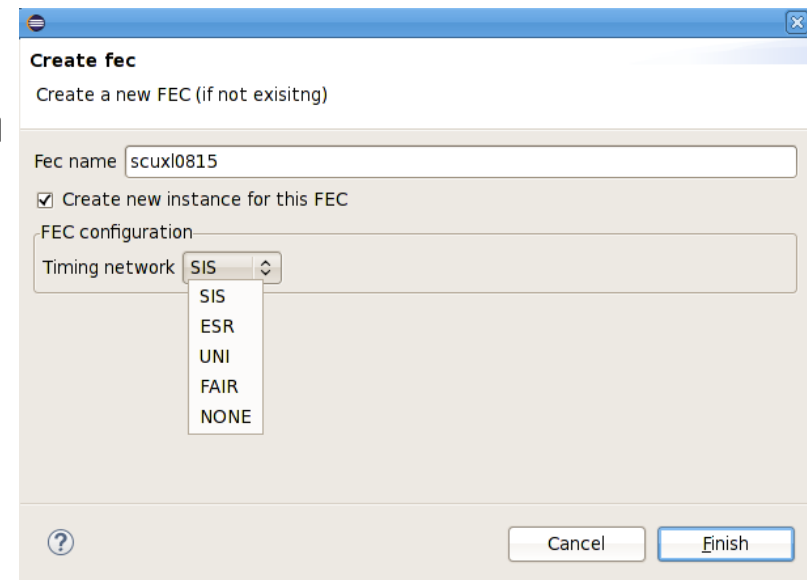 Create fec
Create a new FEC (if not exisitng)
Fec name scuxl0815
Create new instance for this FEC
FEC configuration
Timing network SIS
SIS
ESR
UNI
FAIR
NONE
Cancel Finish